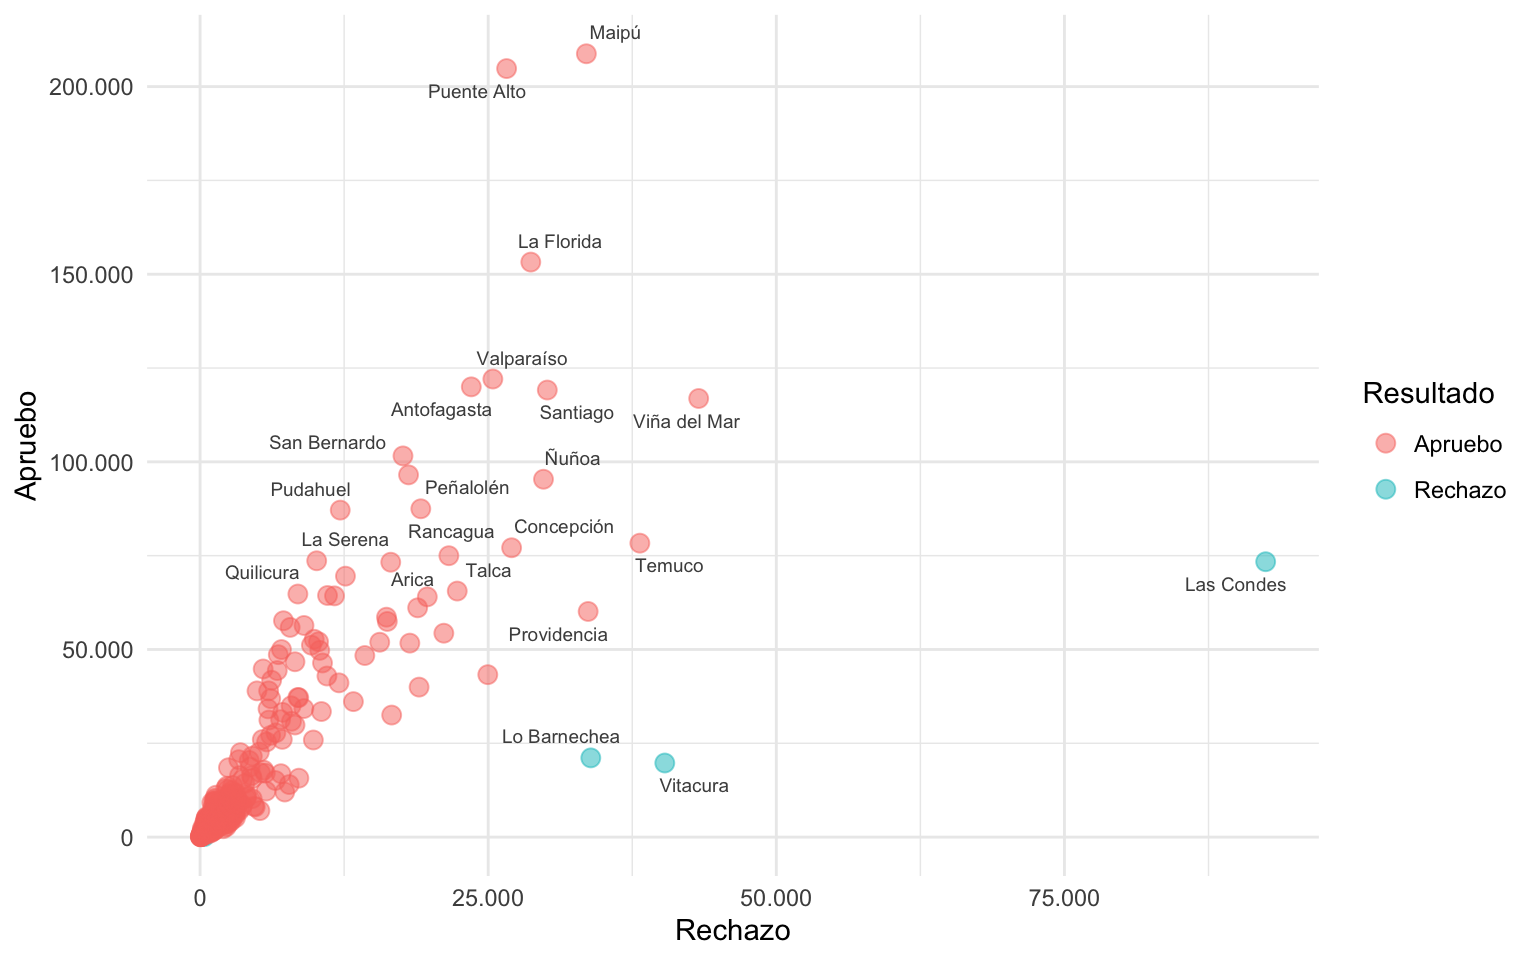 Maipú
200.000
Puente Alto
La Florida
150.000
Valparaíso
Antofagasta
Santiago
Viña del Mar
San Bernardo
Ñuñoa
100.000
Pudahuel
Peñalolén
Rancagua
Concepción
La Serena
Quilicura
Arica
Talca
Temuco
Las Condes
Providencia
50.000
Lo Barnechea
Vitacura
0
Apruebo
0
25.000
50.000
75.000
Rechazo
Resultado
Apruebo
Rechazo